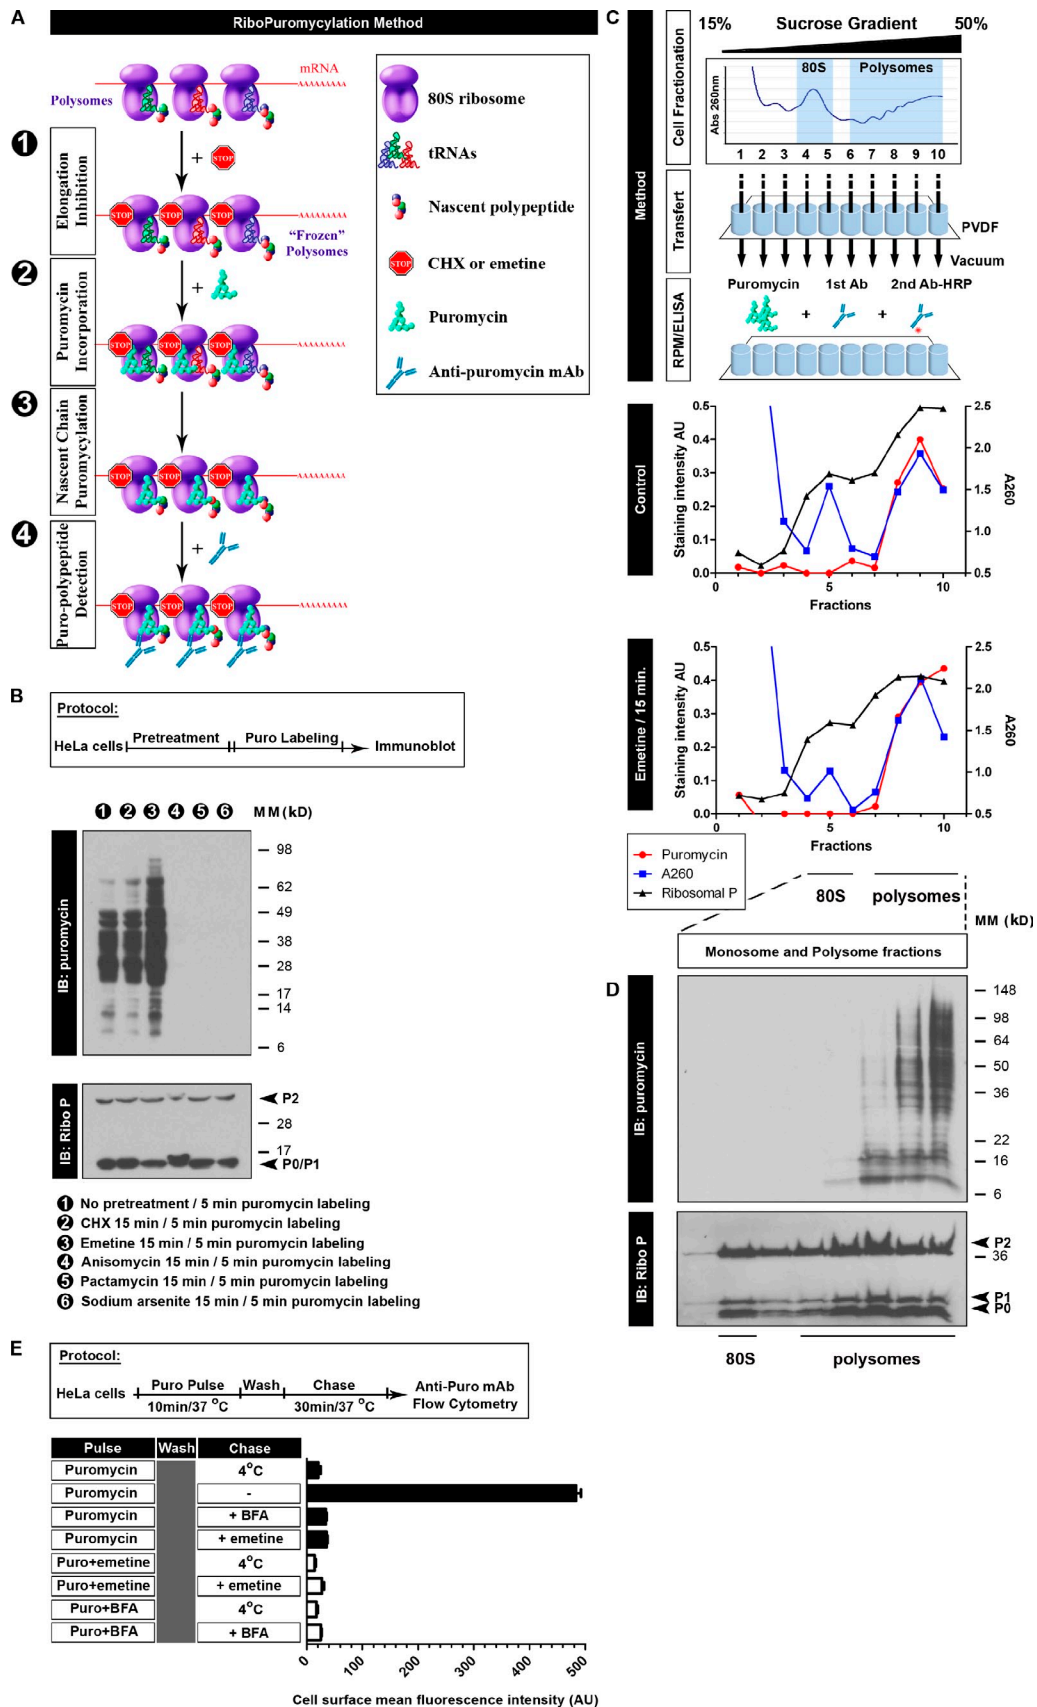 A
RiboPuromycylation Method
mRNA
AAAAAAAAA
Polysomes
1
Elongation
Inhibition
+ STOP
STOP STOP STOP
AAAAAAAAA
"Frozen"
Polysomes
2
Puromycin
Incorporation
+
STOP STOP STOP
AAAAAAAAA
3
Nascent Chain
Puromycylation
STOP STOP STOP
AAAAAAAAA
4
Puro-polypeptide
Detection
+
STOP STOP STOP
AAAAAAAAA
80S ribosome
tRNAs
Nascent polypeptide
STOP CHX or emetine
Puromycin
Anti-puromycin mAb
B
Protocol:
HeLa cells Pretreatment Puro Labeling Immunoblot
1 2 3 4 5 6 MM (kD)
IB: puromycin
98
62
49
38
28
17
14
6
IB: Ribo P
P2
28
17
P0/P1
1 No pretreatment / 5 min puromycin labeling
2 CHX 15 min / 5 min puromycin labeling
3 Emetine 15 min / 5 min puromycin labeling
4 Anisomycin 15 min / 5 min puromycin labeling
5 Pactamycin 15 min / 5 min puromycin labeling
6 Sodium arsenite 15 min / 5 min puromycin labeling
C
Method
15% Sucrose Gradient 50%
Cell Fractionation
Abs 260nm
80S Polysomes
1 2 3 4 5 6 7 8 9 10
Transfert
PVDF
Vacuum
RPM/ELISA
Puromycin 1st Ab 2nd Ab-HRP
+ +
Control
Staining intensity AU
0.5
0.4
0.3
0.2
0.1
0.0
0 5 10
Fractions
2.5
2.0
1.5
1.0
0.5
A260
Emetine / 15 min.
Staining intensity AU
0.5
0.4
0.3
0.2
0.1
0.0
0 5 10
Fractions
2.5
2.0
1.5
1.0
0.5
A260
Puromycin
A260
Ribosomal P
80S polysomes
MM (kD)
Monosome and Polysome fractions
D
IB: puromycin
148
98
64
50
36
22
16
6
IB: Ribo P
P2
36
P1
P0
80S polysomes
E
Protocol:
HeLa cells Puro Pulse Wash Chase Anti-Puro mAb
10min/37 °C 30min/37 °C Flow Cytometry
Pulse Wash Chase
Puromycin 4°C
Puromycin -
Puromycin + BFA
Puromycin + emetine
Puro+emetine 4°C
Puro+emetine + emetine
Puro+BFA 4°C
Puro+BFA + BFA
0 100 200 300 400 500
Cell surface mean fluorescence intensity (AU)